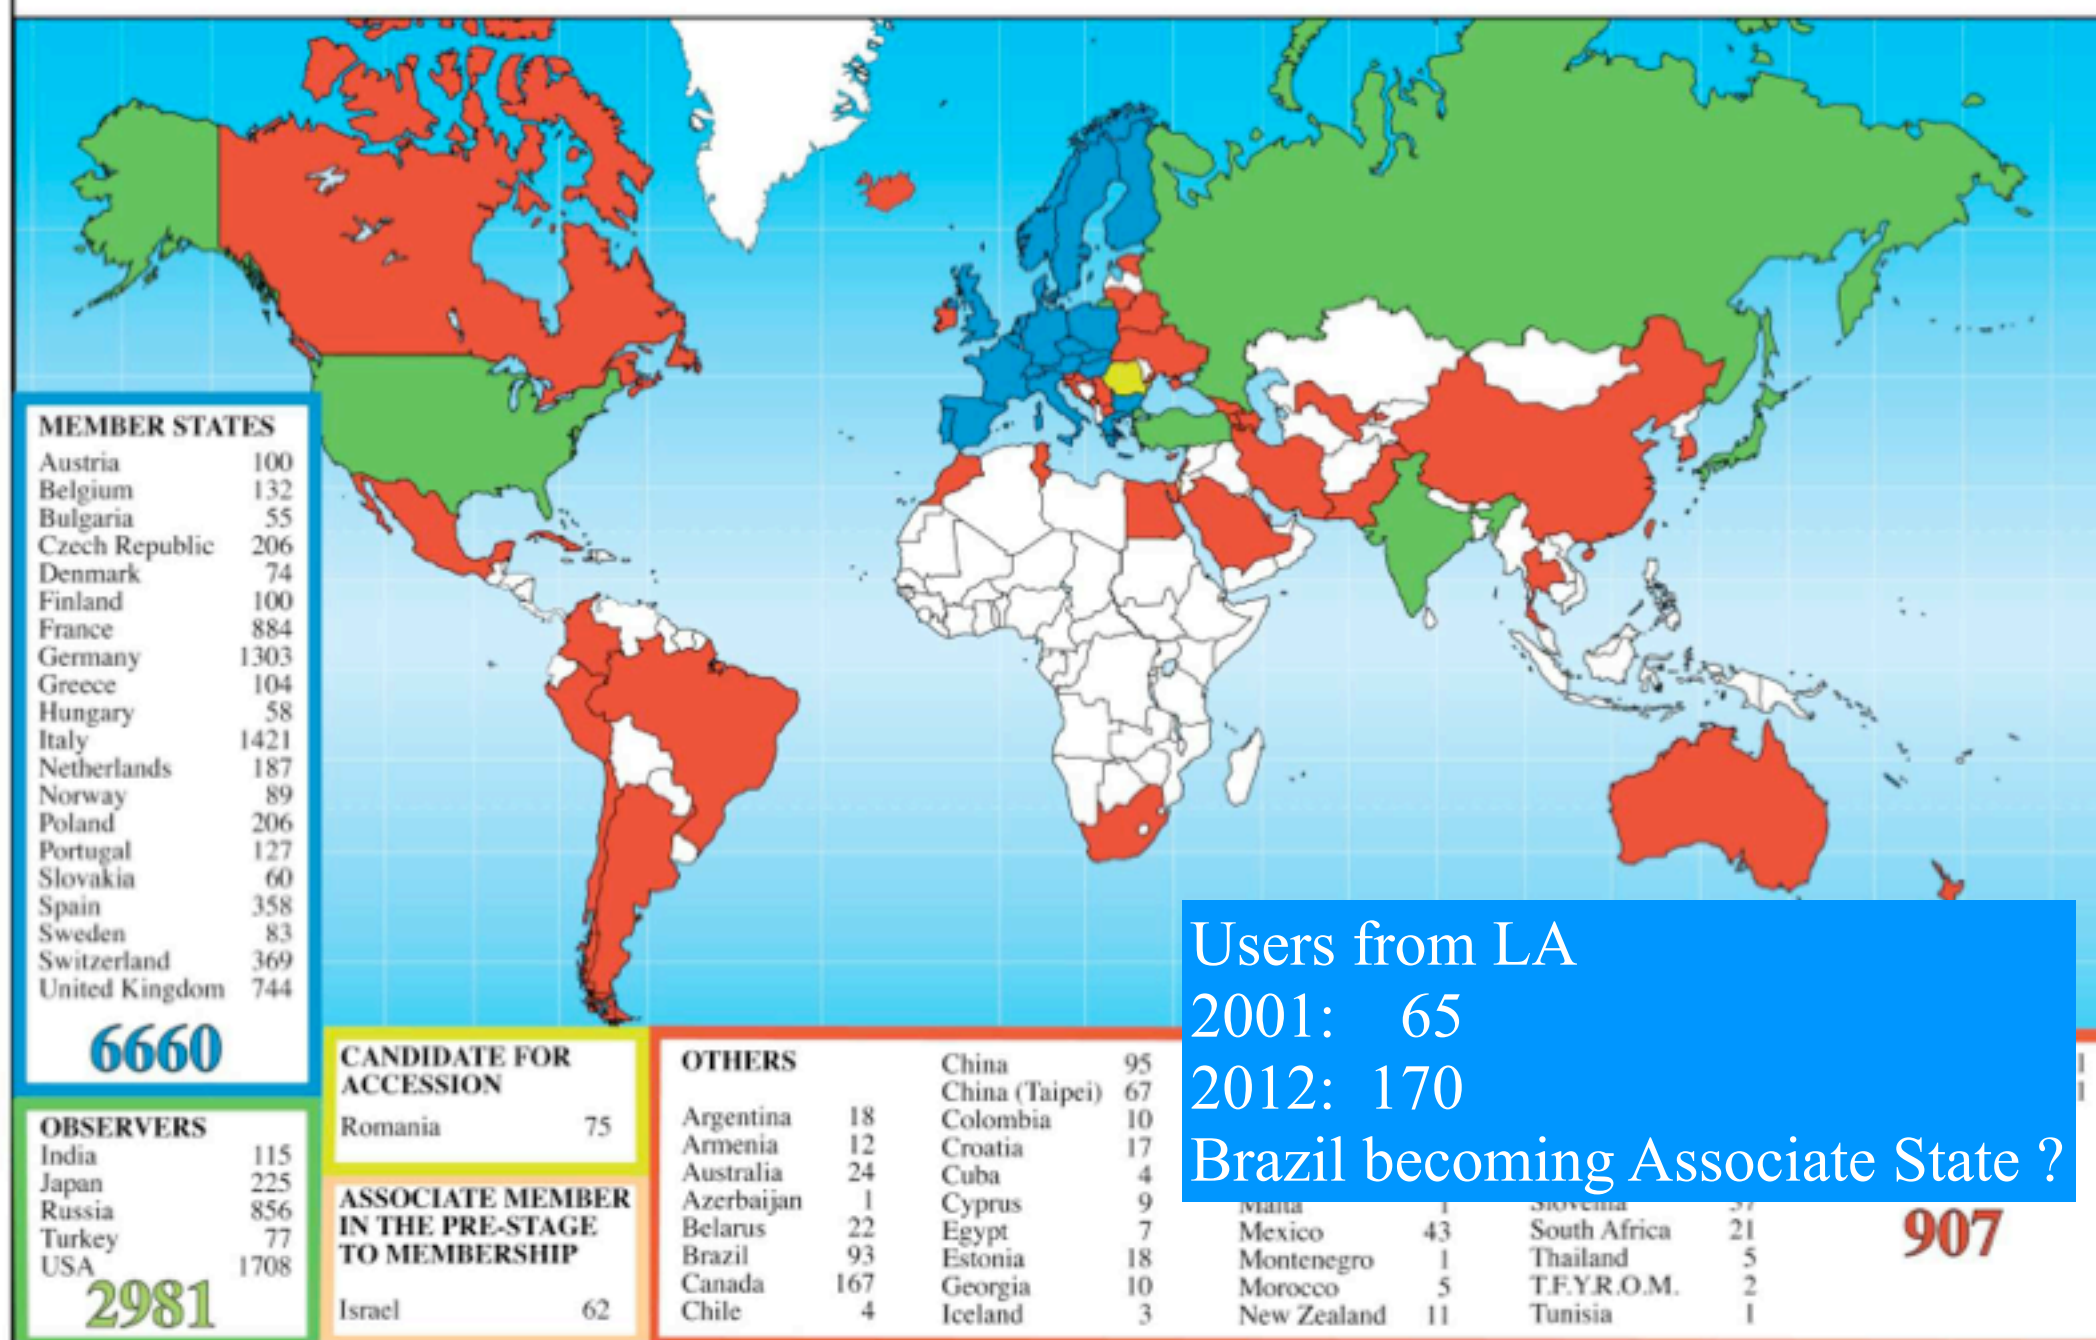 MEMBER STATES
Austria 100
Belgium 132
Bulgaria 55
Czech Republic 206
Denmark 74
Finland 100
France 884
Germany 1303
Greece 104
Hungary 58
Italy 1421
Netherlands 187
Norway 89
Poland 206
Portugal 127
Slovakia 60
Spain 358
Sweden 83
Switzerland 369
United Kingdom 744
6660
OBSERVERS
India 115
Japan 225
Russia 856
Turkey 77
USA 1708
2981
CANDIDATE FOR
ACCESSION
Romania 75
ASSOCIATE MEMBER
IN THE PRE-STAGE
TO MEMBERSHIP
Israel 62
OTHERS
Argentina 18
Armenia 12
Australia 24
Azerbaijan 1
Belarus 22
Brazil 93
Canada 167
Chile 4
China 95
China (Taipei) 67
Colombia 10
Croatia 17
Cuba 4
Cyprus 9
Egypt 7
Estonia 18
Georgia 10
Iceland 3
Users from LA
2001: 65
2012: 170
Brazil becoming Associate State ?
Malta 1
Mexico 43
Montenegro 1
Morocco 5
New Zealand 11
Slovenia 37
South Africa 21
Thailand 5
T.F.Y.R.O.M. 2
Tunisia 1
907